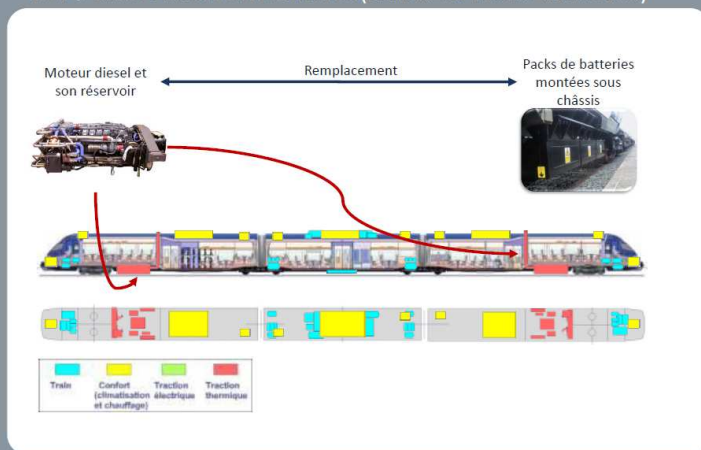 Moteur diesel et
son réservoir
Remplacement
Packs de batteries
montées sous
châssis
Train
Confort
(climatisation
et chauffage)
Traction
électrique
Traction
thermique